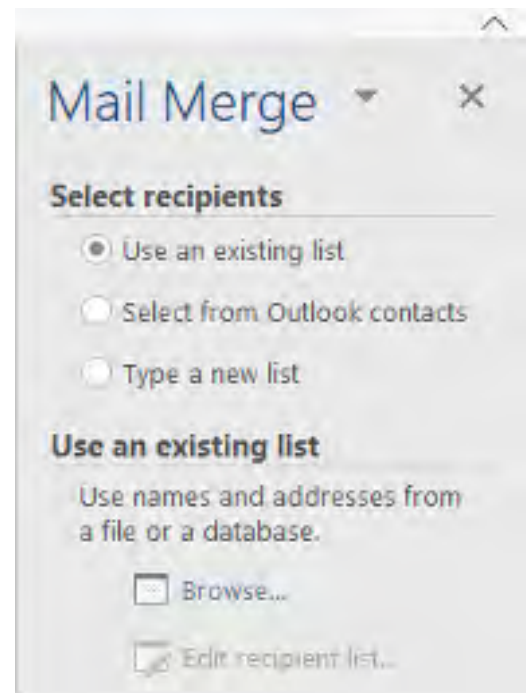 Mail Merge
Select recipients
Use an existing list
Select from Outlook contacts
Type a new list
Use an existing list
Use names and addresses from
a file or a database.
Browse...
Edit recipient list...